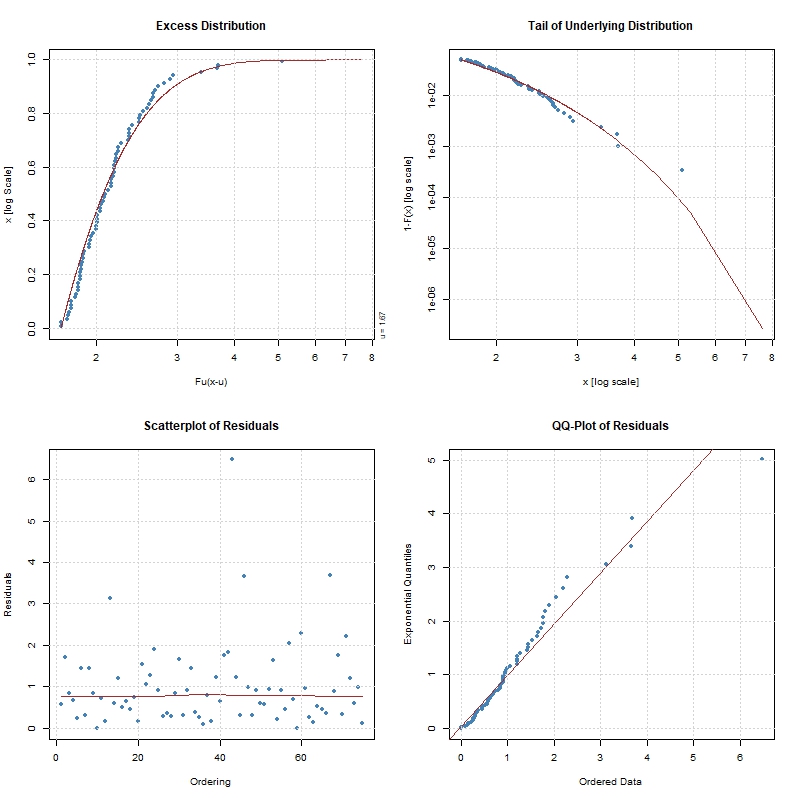 Excess Distribution
x [log Scale]
0.0 0.2 0.4 0.6 0.8 1.0
2 3 4 5 6 7 8
Fu(x-u)
u = 1.67
Tail of Underlying Distribution
1-F(x) [log scale]
1e-06 1e-05 1e-04 1e-03 1e-02
2 3 4 5 6 7 8
x [log scale]
Scatterplot of Residuals
Residuals
0 1 2 3 4 5 6
0 20 40 60
Ordering
QQ-Plot of Residuals
Exponential Quantiles
0 1 2 3 4 5
0 1 2 3 4 5 6
Ordered Data